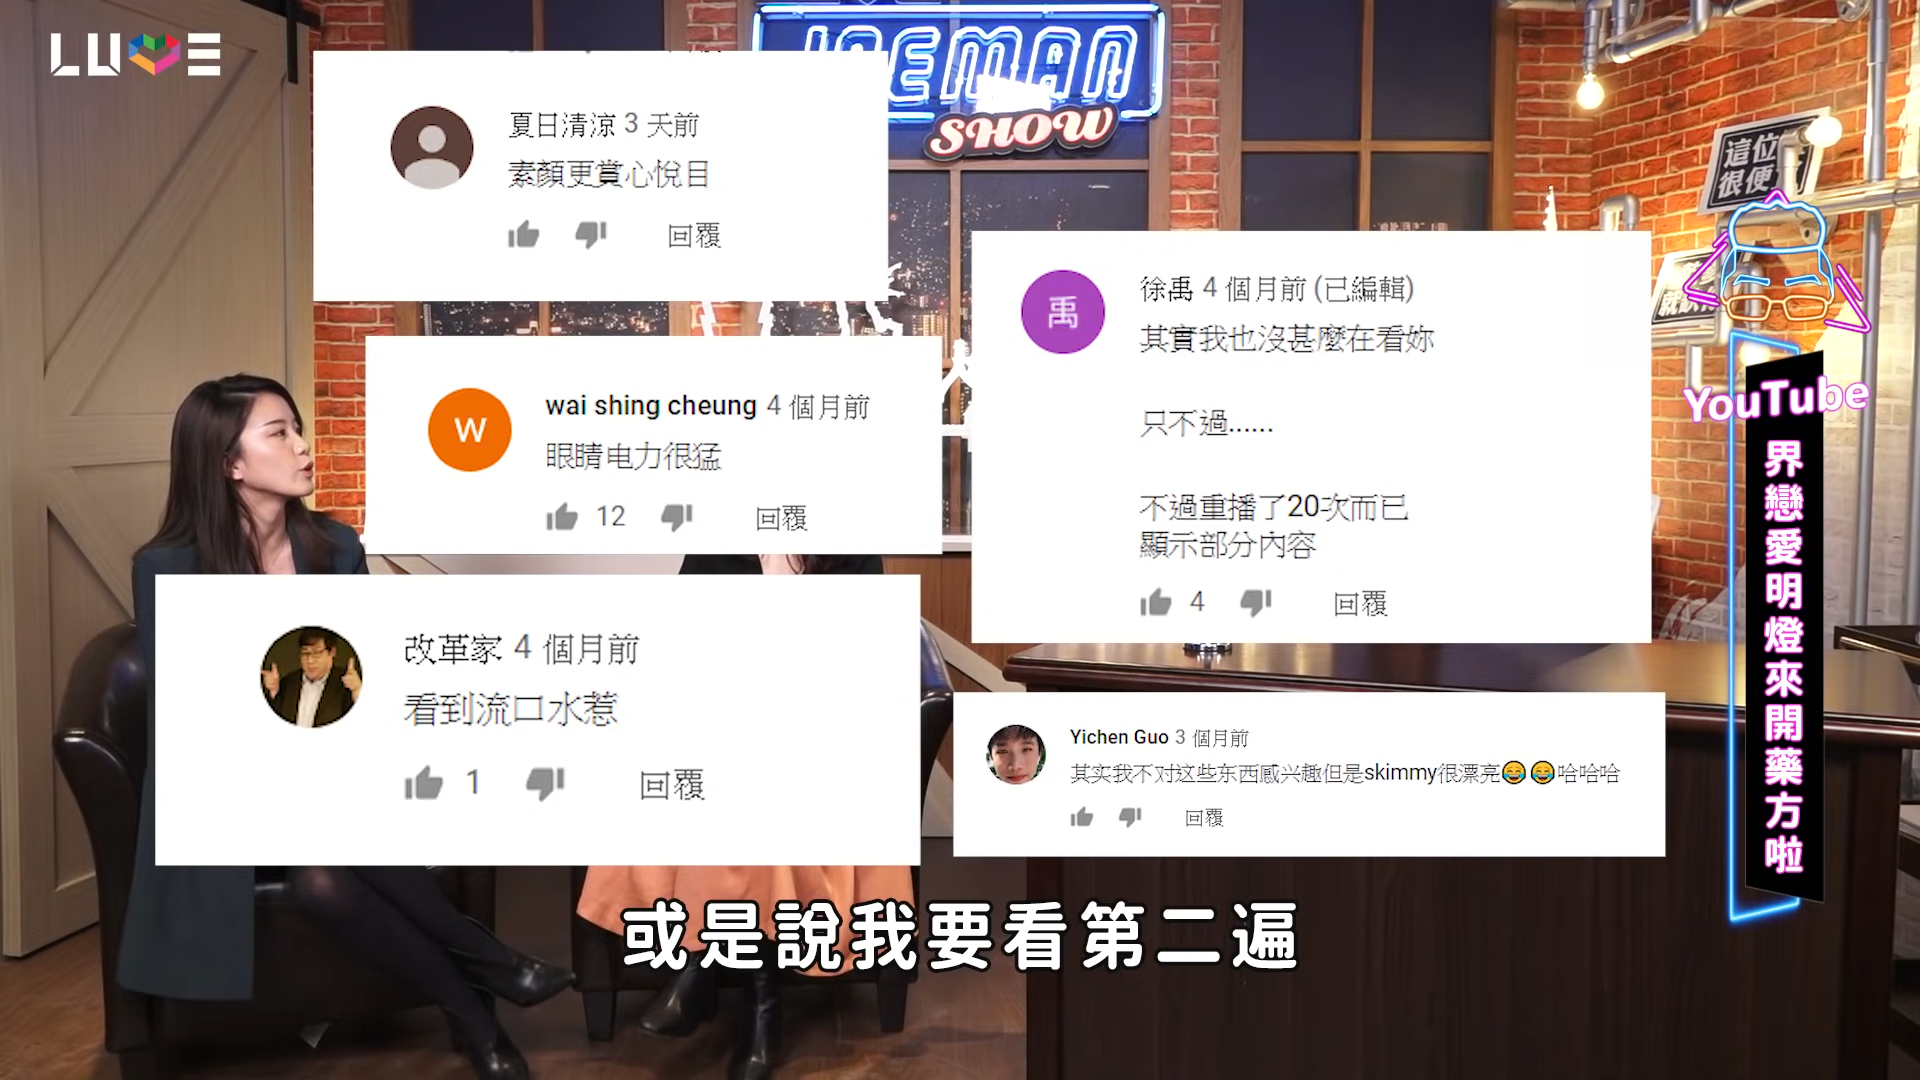 LUVE
JOEMAN
SHOW
夏日清涼 3 天前
素顏更賞心悅目
回覆
wai shing cheung 4 個月前
眼睛电力很猛
12 回覆
改革家 4 個月前
看到流口水惹
1 回覆
徐禹 4 個月前 (已編輯)
禹
其實我也沒甚麼在看妳
只不過......
不過重播了20次而已
顯示部分內容
4 回覆
Yichen Guo 3 個月前
其实我不对这些东西感兴趣但是skimmy很漂亮😂😂哈哈哈
回覆
W
這位
很便
YouTube
界戀愛明燈來開藥方啦
或是說我要看第二遍